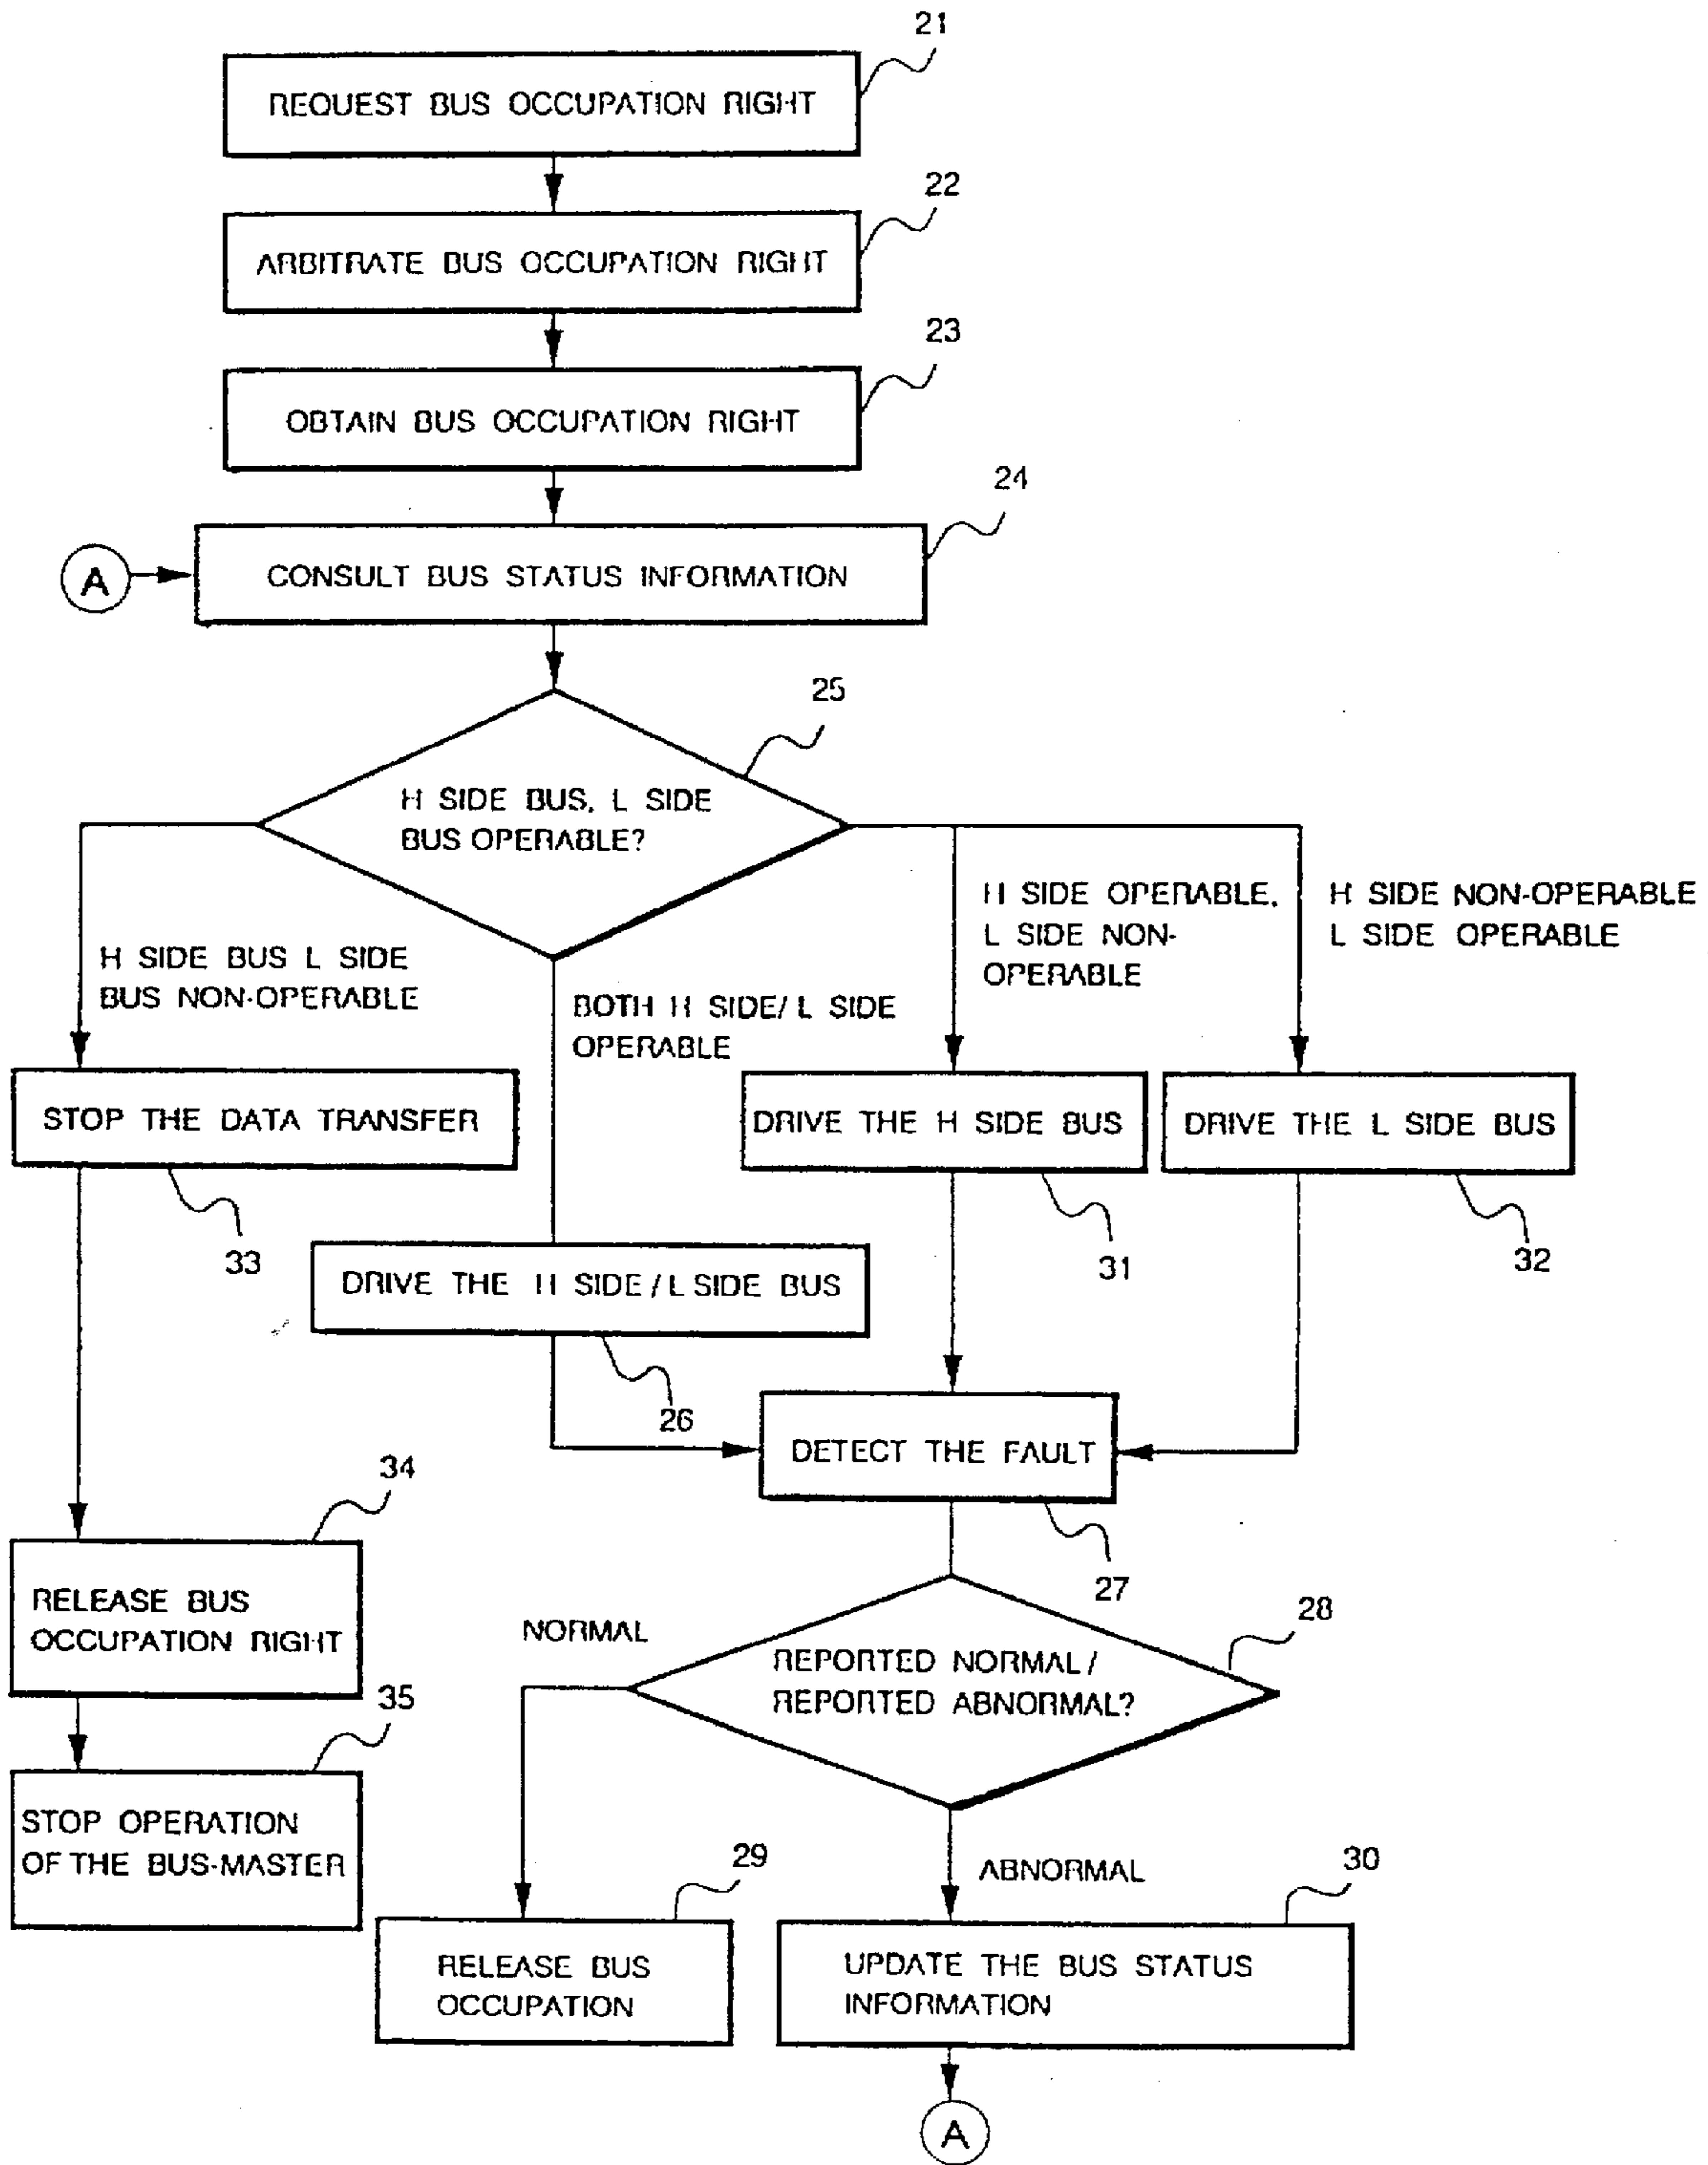 21
REQUEST BUS OCCUPATION RIGHT
22
ARBITRATE BUS OCCUPATION RIGHT
23
OBTAIN BUS OCCUPATION RIGHT
24
A
CONSULT BUS STATUS INFORMATION
25
H SIDE BUS, L SIDE
BUS OPERABLE?
H SIDE BUS L SIDE
BUS NON-OPERABLE
BOTH H SIDE/ L SIDE
OPERABLE
H SIDE OPERABLE,
L SIDE NON-
OPERABLE
H SIDE NON-OPERABLE
L SIDE OPERABLE
STOP THE DATA TRANSFER
33
DRIVE THE H SIDE BUS
31
DRIVE THE L SIDE BUS
32
DRIVE THE H SIDE / L SIDE BUS
26
DETECT THE FAULT
27
34
RELEASE BUS
OCCUPATION RIGHT
35
STOP OPERATION
OF THE BUS-MASTER
28
REPORTED NORMAL /
REPORTED ABNORMAL?
NORMAL
ABNORMAL
29
RELEASE BUS
OCCUPATION
30
UPDATE THE BUS STATUS
INFORMATION
A